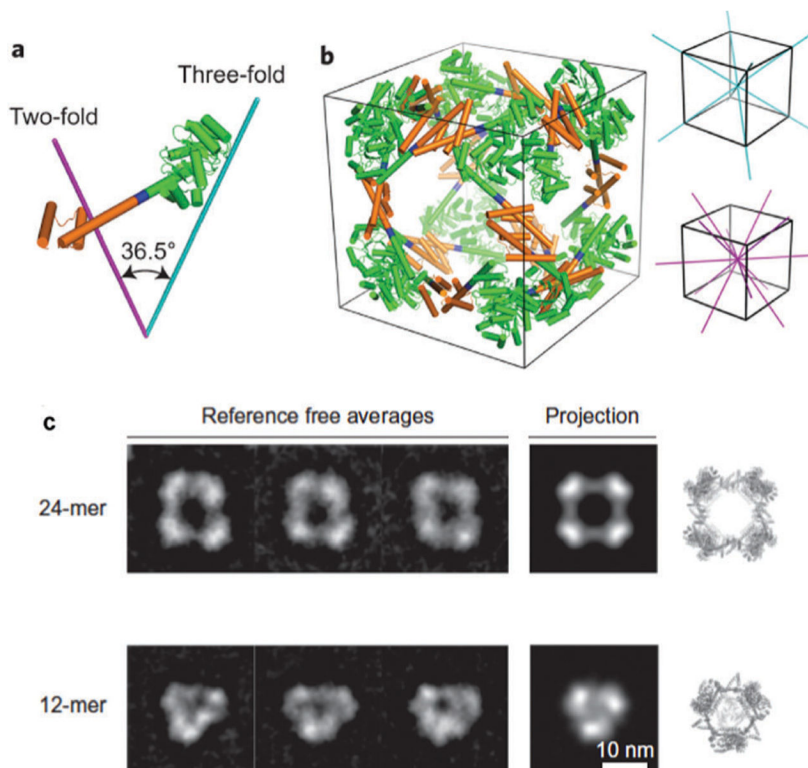 a
Three-fold
Two-fold
36.5°
b
c
Reference free averages
Projection
24-mer
12-mer
10 nm